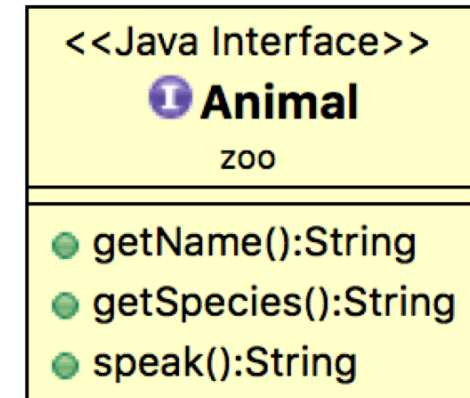 <<Java Interface>>
I Animal
zoo
getName():String
getSpecies():String
speak():String